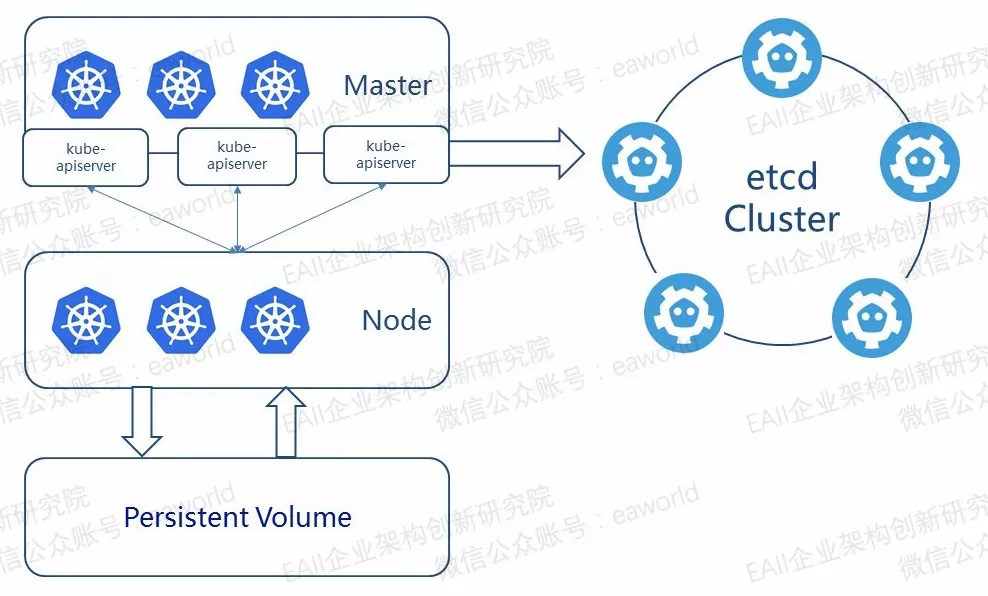 Master
kube-
apiserver
kube-
apiserver
kube-
apiserver
etcd
Cluster
Node
Persistent Volume
EAII企业架构创新研究院
微信公众账号：eaworld